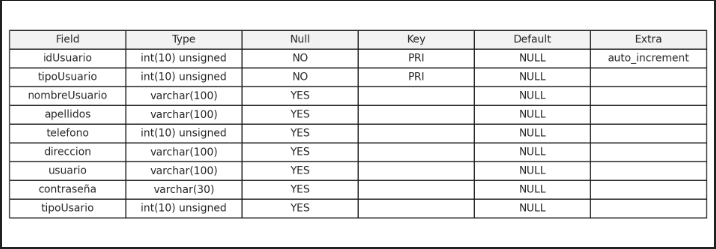 Field Type Null Key Default Extra
idUsuario int(10) unsigned NO PRI NULL auto_increment
tipoUsuario int(10) unsigned NO PRI NULL
nombreUsuario varchar(100) YES NULL
apellidos varchar(100) YES NULL
telefono int(10) unsigned YES NULL
direccion varchar(100) YES NULL
usuario varchar(100) YES NULL
contraseña varchar(30) YES NULL
tipoUsario int(10) unsigned YES NULL